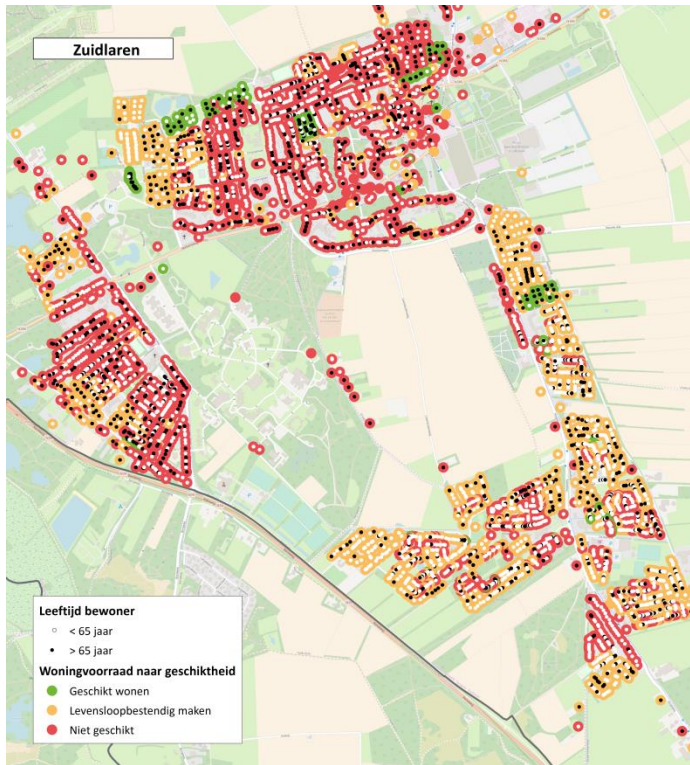 Zuidlaren
Leeftijd bewoner
< 65 jaar
> 65 jaar
Woningvoorraad naar geschiktheid
Geschikt wonen
Levensloopbestendig maken
Niet geschikt